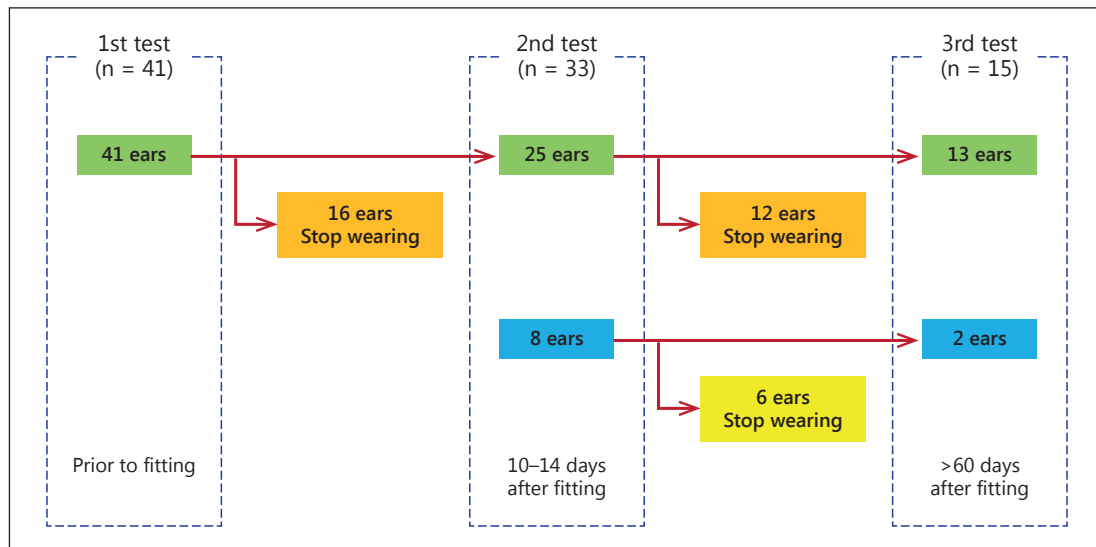 1st test
(n = 41)
2nd test
(n = 33)
3rd test
(n = 15)
41 ears
25 ears
13 ears
16 ears
Stop wearing
12 ears
Stop wearing
8 ears
2 ears
6 ears
Stop wearing
Prior to fitting
10–14 days
after fitting
>60 days
after fitting